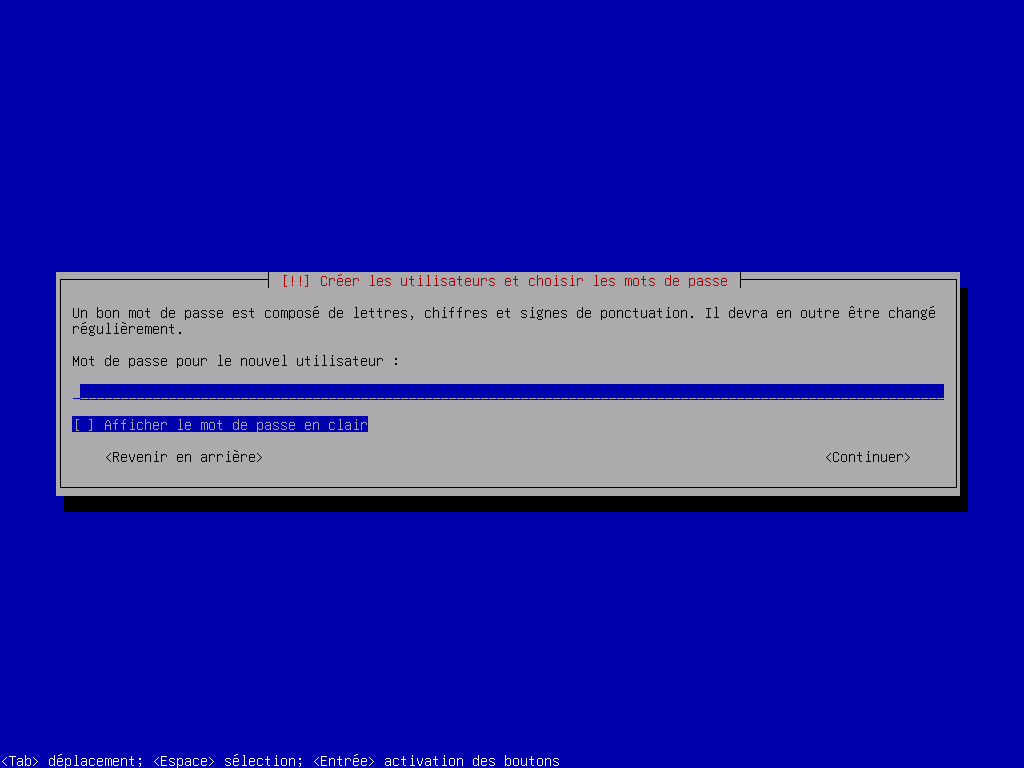 [!!] Créer les utilisateurs et choisir les mots de passe
Un bon mot de passe est composé de lettres, chiffres et signes de ponctuation. Il devra en outre être changé
régulièrement.
Mot de passe pour le nouvel utilisateur :
[ ] Afficher le mot de passe en clair
<Revenir en arrière> <Continuer>
<Tab> déplacement; <Espace> sélection; <Entrée> activation des boutons